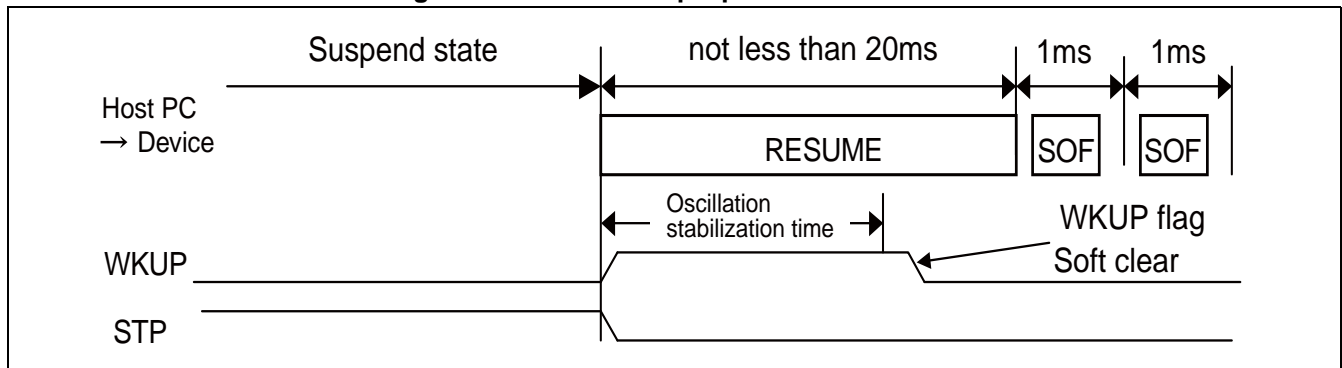 Suspend state
not less than 20ms
1ms
1ms
Host PC
→ Device
RESUME
SOF
SOF
Oscillation
stabilization time
WKUP flag
Soft clear
WKUP
STP